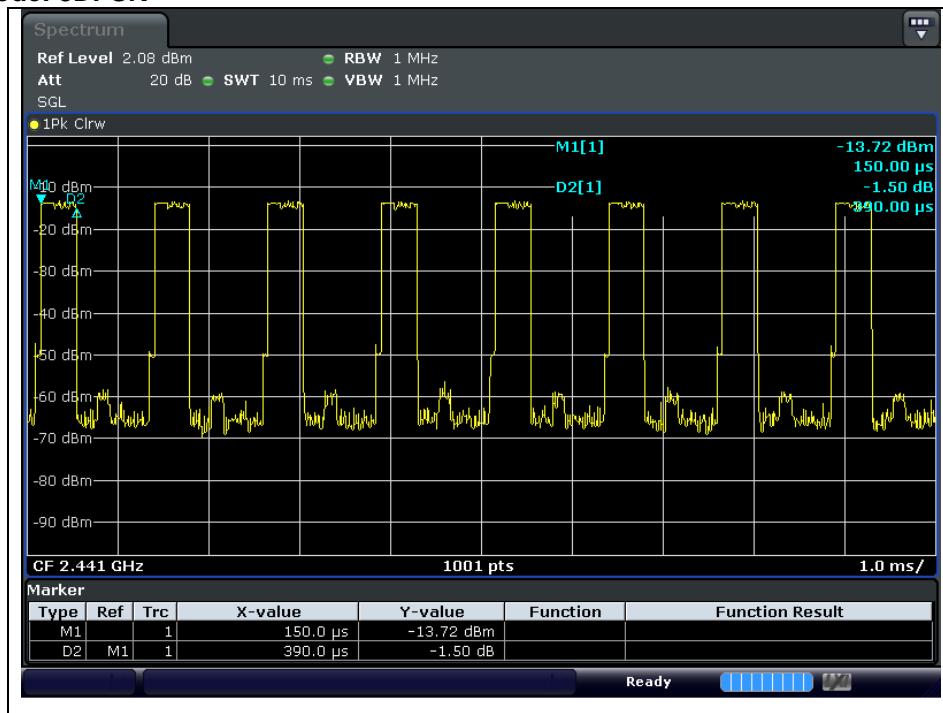 Spectrum
Ref Level 2.08 dBm RBW 1 MHz
Att 20 dB SWT 10 ms VBW 1 MHz
SGL
1Pk Clrw
M1[1] -13.72 dBm
150.00 µs
D2[1] -1.50 dB
390.00 µs
M1
D2
-10 dBm
-20 dBm
-30 dBm
-40 dBm
-50 dBm
-60 dBm
-70 dBm
-80 dBm
-90 dBm
CF 2.441 GHz 1001 pts 1.0 ms/
Marker
Type Ref Trc X-value Y-value Function Function Result
M1 1 150.0 µs -13.72 dBm
D2 M1 1 390.0 µs -1.50 dB
Ready